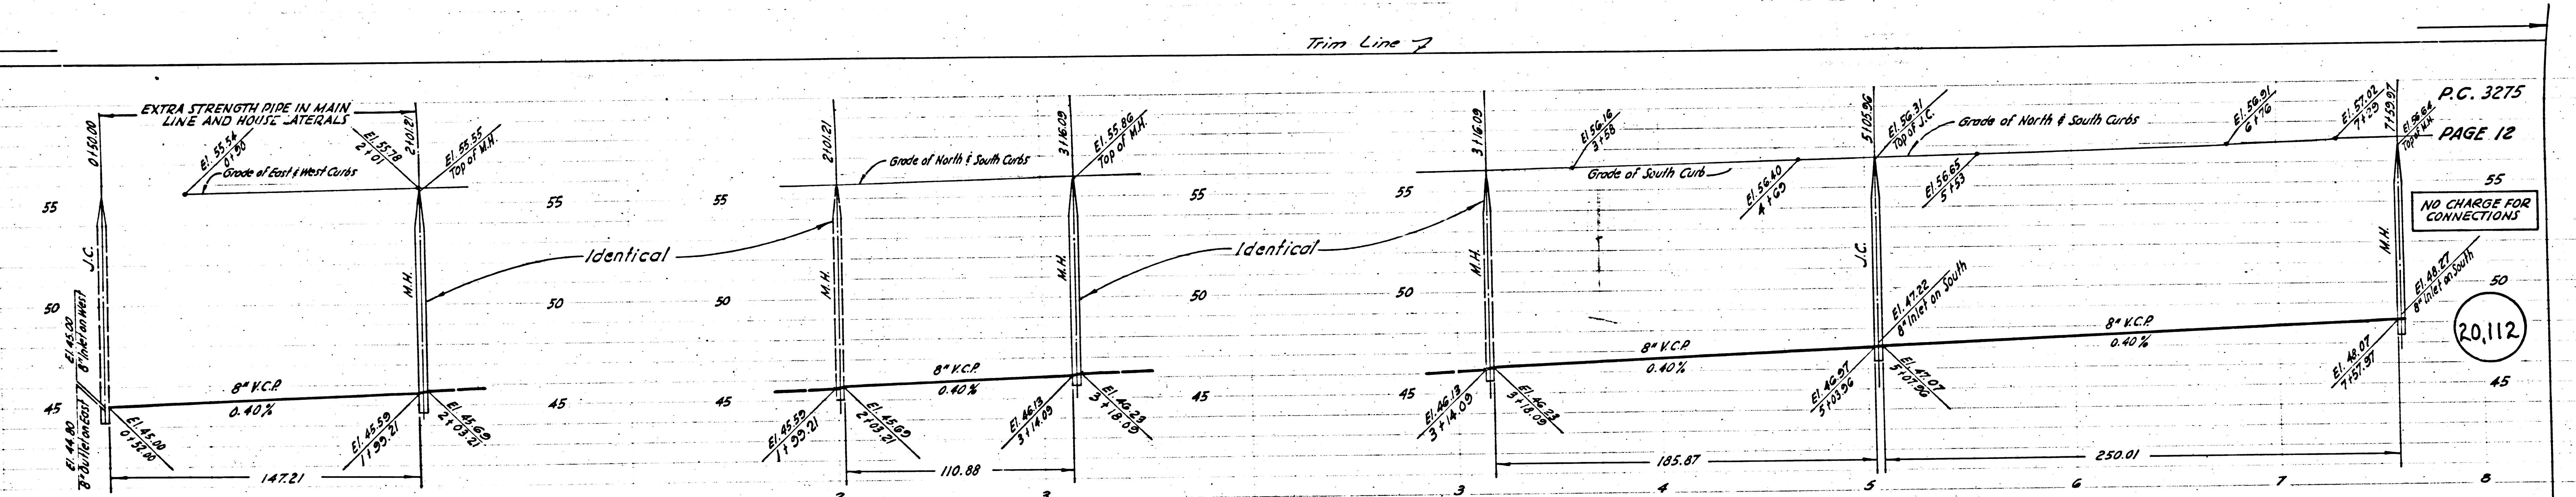 Trim Line
P.C. 3275
PAGE 12
NO CHARGE FOR
CONNECTIONS
20,112
EXTRA STRENGTH PIPE IN MAIN
LINE AND HOUSE LATERALS
0+50.00
El. 55.54
0+90
El. 55.78
2+01
2+01.21
El. 55.55
Top of M.H.
Grade of East & West Curbs
55
50
45
J.C.
M.H.
El. 45.00
8" Inlet on West
El. 44.80
8" Outlet on East
El. 45.00
0+52.00
8" V.C.P.
0.40%
El. 45.59
1+99.21
El. 45.69
2+03.21
147.21
55
50
45
Identical
55
50
45
2+01.21
M.H.
Grade of North & South Curbs
3+16.09
El. 55.86
Top of M.H.
M.H.
8" V.C.P.
0.40%
El. 45.59
1+99.21
El. 45.69
2+03.21
El. 46.13
3+14.09
El. 46.23
3+18.09
110.88
2
3
55
50
45
Identical
55
50
45
3+16.09
M.H.
El. 56.16
3+58
Grade of South Curb
El. 56.40
4+69
5+05.96
El. 56.31
Top of J.C.
Grade of North & South Curbs
El. 56.65
5+53
El. 56.91
6+76
El. 57.02
7+29
7+59.97
El. 56.64
Top of M.H.
J.C.
M.H.
El. 47.22
8" Inlet on South
El. 48.27
8" Inlet on South
8" V.C.P.
0.40%
8" V.C.P.
0.40%
El. 46.13
3+14.09
El. 46.23
3+18.09
El. 46.97
5+03.96
El. 47.07
5+07.96
El. 48.07
7+57.97
185.87
250.01
55
50
45
3
4
5
6
7
8